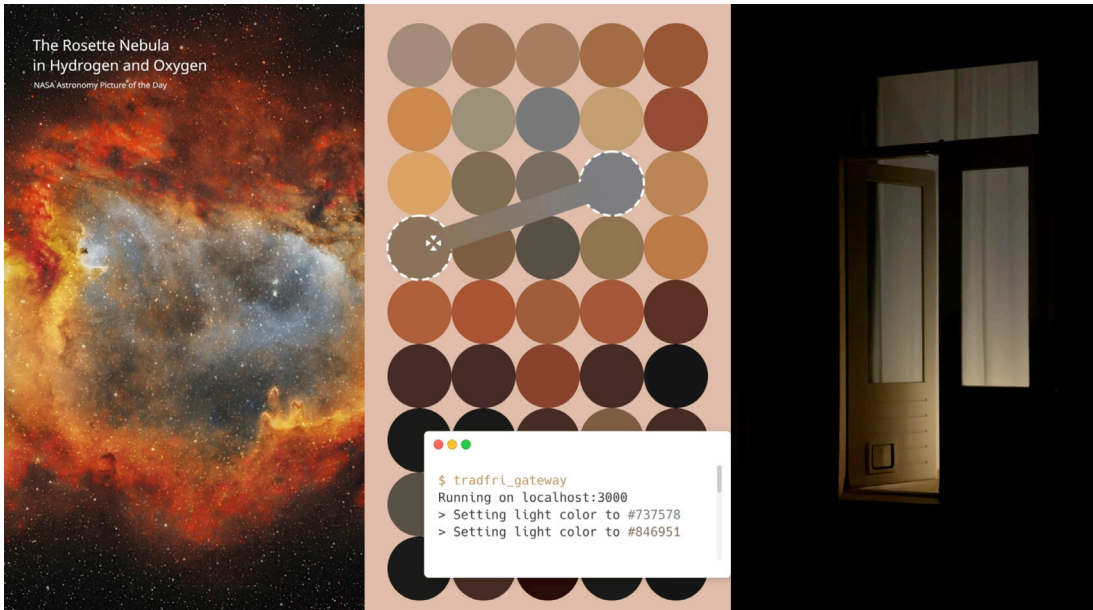 The Rosette Nebula
in Hydrogen and Oxygen
NASA Astronomy Picture of the Day
$ tradfri_gateway
Running on localhost:3000
> Setting light color to #737578
> Setting light color to #846951